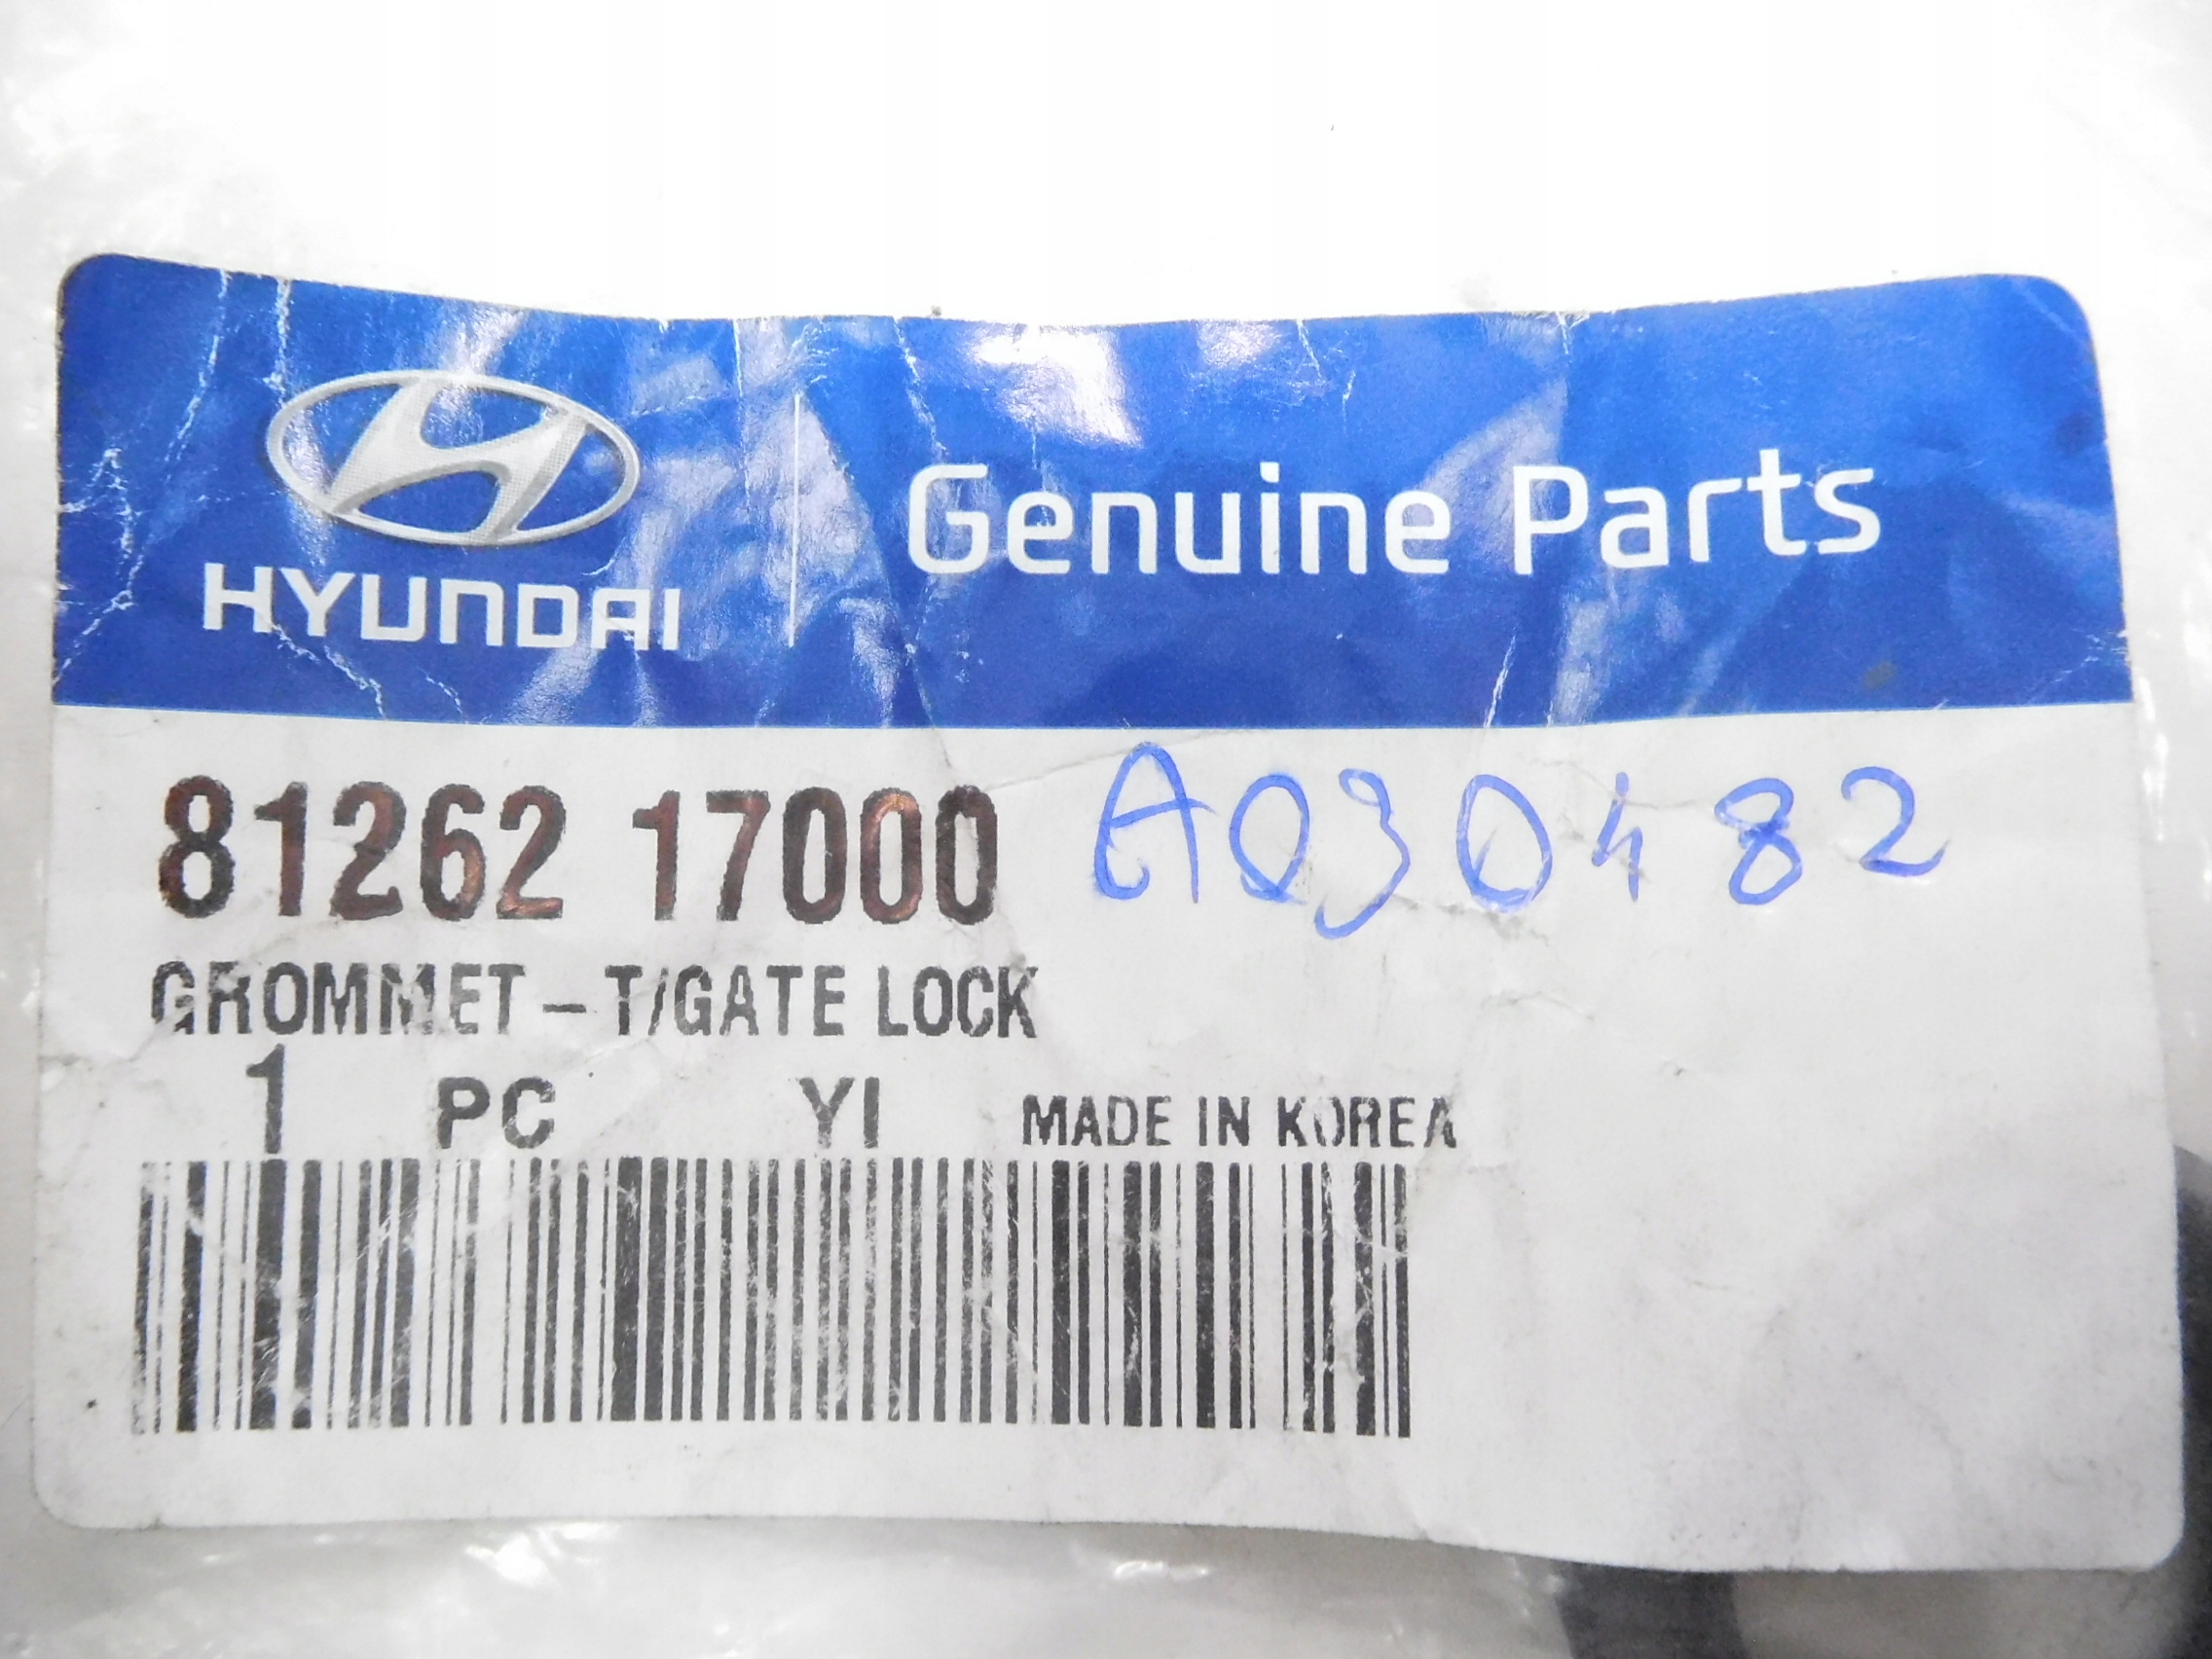 HYUNDAI
Genuine Parts
81262 17000 A030482
GROMMET - T/GATE LOCK
1 PC YI MADE IN KOREA